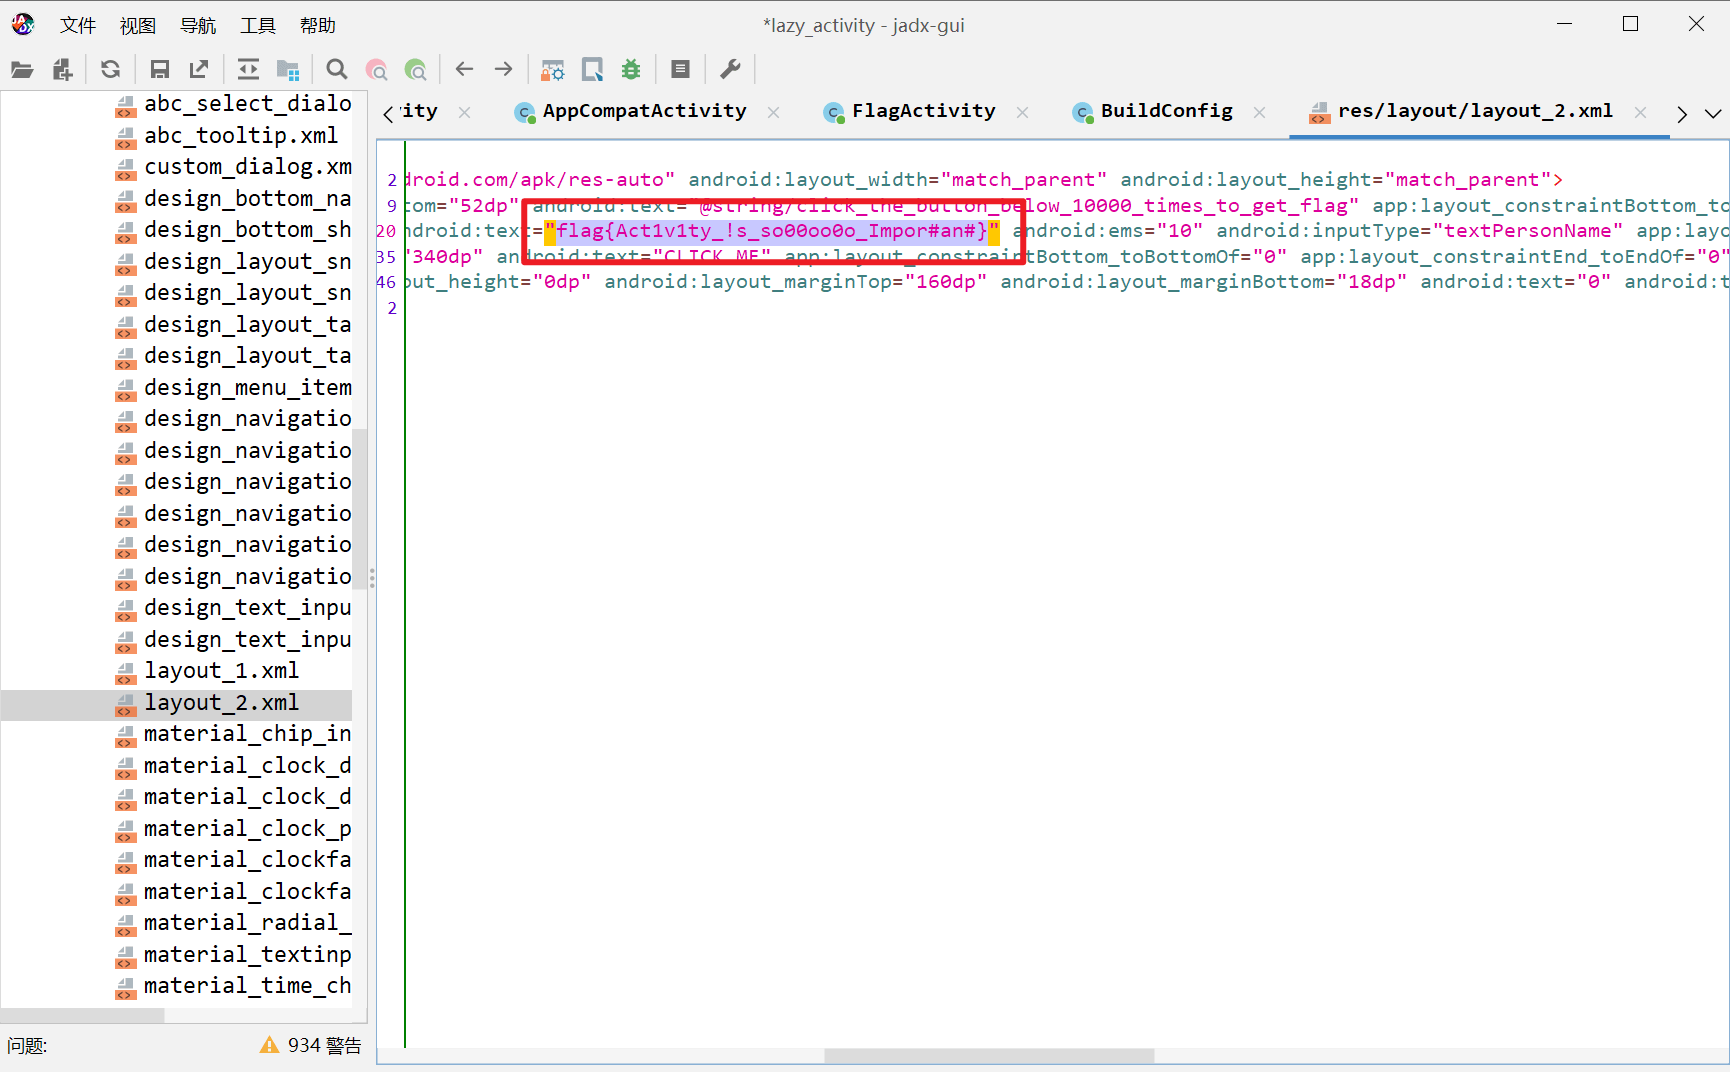 文件 视图 导航 工具 帮助
*lazy_activity - jadx-gui
ivity AppCompatActivity FlagActivity BuildConfig res/layout/layout_2.xml
abc_select_dialo
abc_tooltip.xml
custom_dialog.xm
design_bottom_na
design_bottom_sh
design_layout_sn
design_layout_sn
design_layout_ta
design_layout_ta
design_menu_item
design_navigatio
design_navigatio
design_navigatio
design_navigatio
design_navigatio
design_navigatio
design_text_inpu
design_text_inpu
layout_1.xml
layout_2.xml
material_chip_in
material_clock_d
material_clock_d
material_clock_p
material_clockfa
material_clockfa
material_radial_
material_textinp
material_time_ch
问题: 934 警告
2 droid.com/apk/res-auto" android:layout_width="match_parent" android:layout_height="match_parent">
9 tom="52dp" android:text="@string/click_the_button_below_10000_times_to_get_flag" app:layout_constraintBottom_to
20 ndroid:text="flag{Act1v1ty_!s_so00oo0o_Impor#an#}" android:ems="10" android:inputType="textPersonName" app:layo
35 "340dp" android:text="CLICK ME" app:layout_constraintBottom_toBottomOf="0" app:layout_constraintEnd_toEndOf="0"
46 out_height="0dp" android:layout_marginTop="160dp" android:layout_marginBottom="18dp" android:text="0" android:t
2